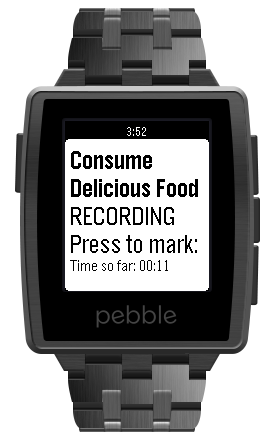 3:52
Consume
Delicious Food
RECORDING
Press to mark:
Time so far: 00:11
pebble